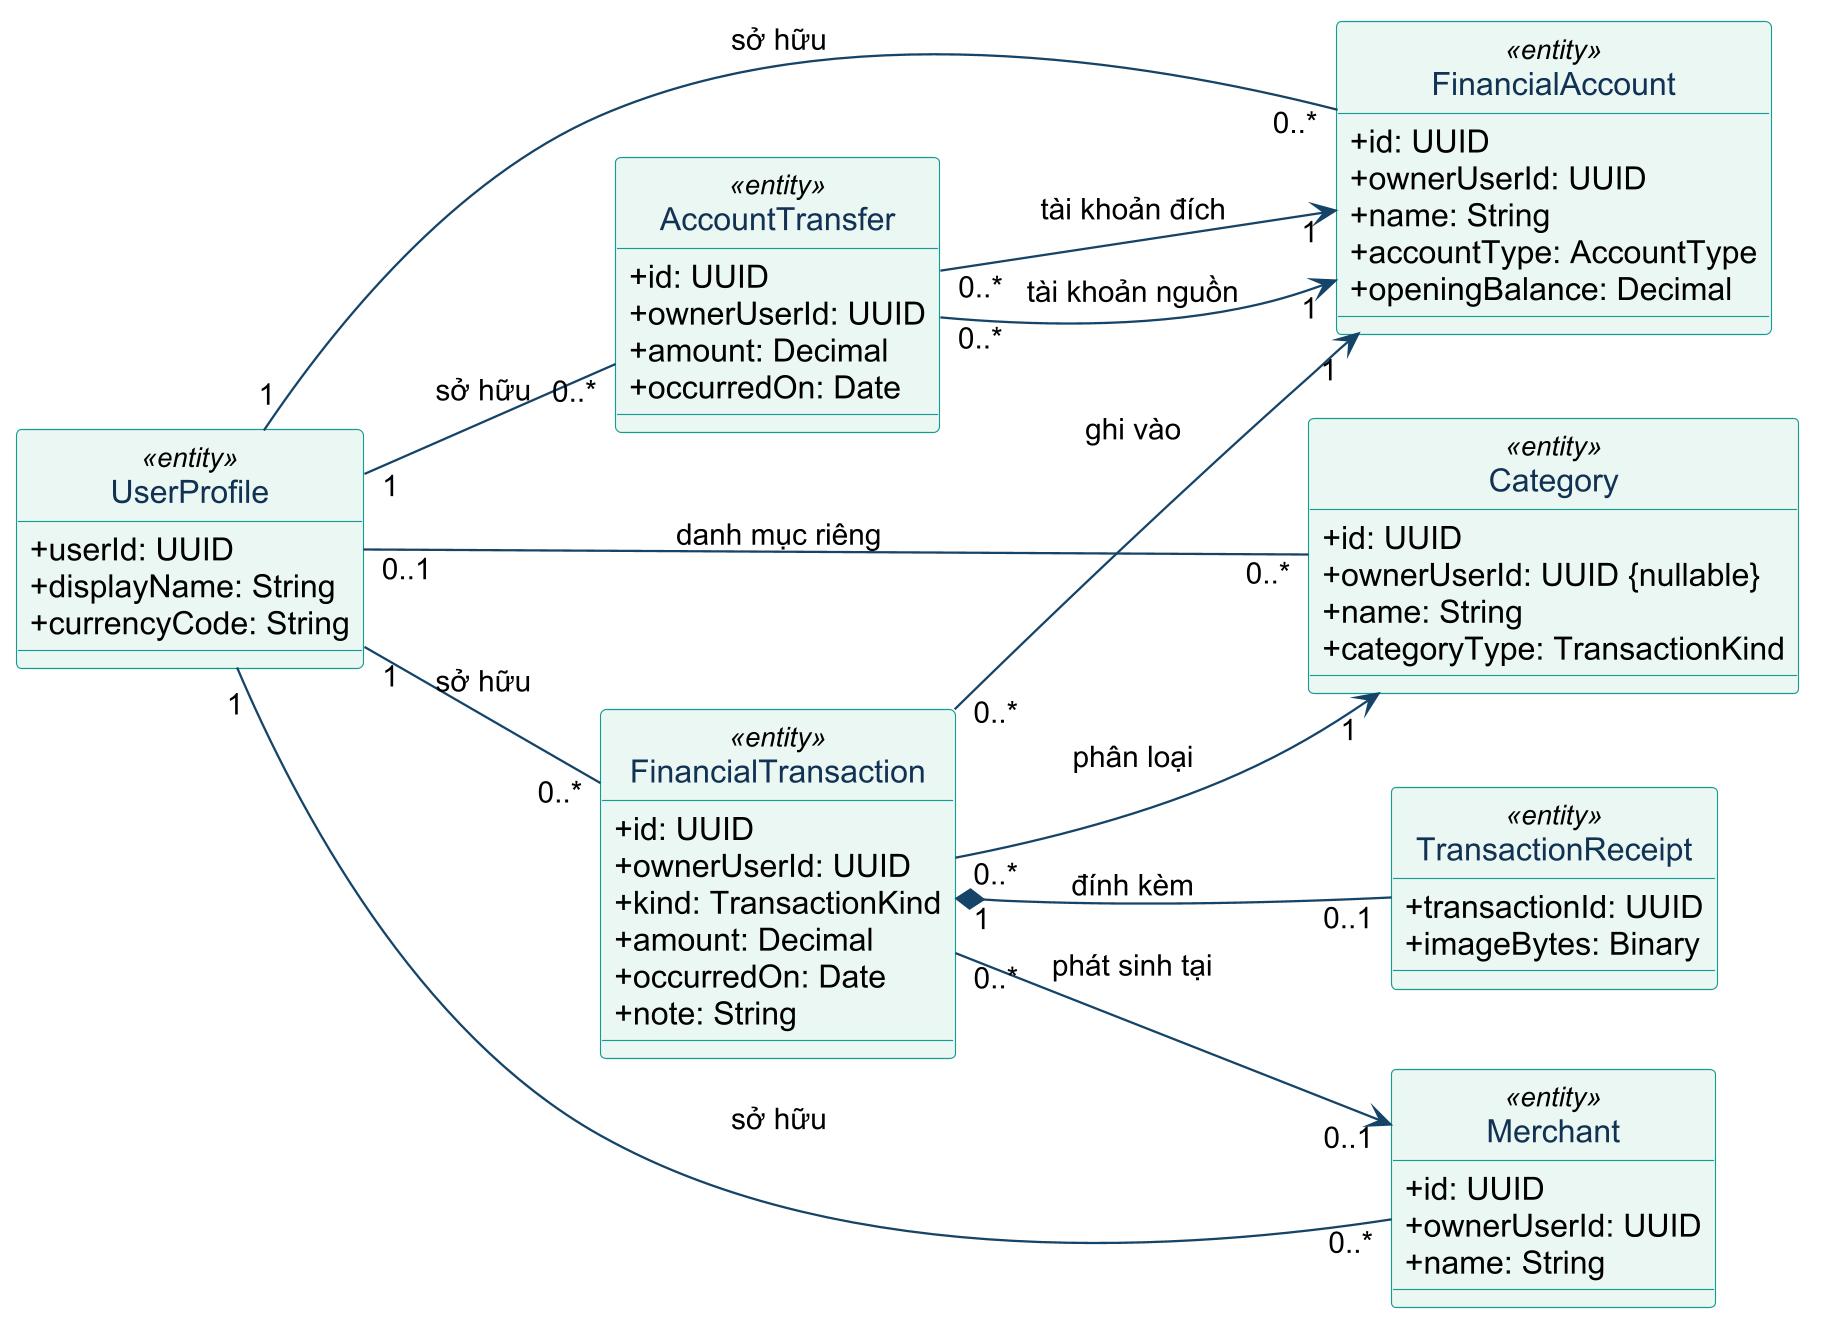 sở hữu
«entity»
FinancialAccount
+id: UUID
+ownerUserId: UUID
+name: String
+accountType: AccountType
+openingBalance: Decimal
0..*
«entity»
AccountTransfer
+id: UUID
+ownerUserId: UUID
+amount: Decimal
+occurredOn: Date
tài khoản đích
1
0..*
tài khoản nguồn
1
0..*
1
sở hữu
0..*
1
ghi vào
1
«entity»
UserProfile
+userId: UUID
+displayName: String
+currencyCode: String
danh mục riêng
0..1
0..*
«entity»
Category
+id: UUID
+ownerUserId: UUID {nullable}
+name: String
+categoryType: TransactionKind
1
sở hữu
0..*
1
0..*
«entity»
FinancialTransaction
+id: UUID
+ownerUserId: UUID
+kind: TransactionKind
+amount: Decimal
+occurredOn: Date
+note: String
phân loại
1
0..*
đính kèm
1
0..1
«entity»
TransactionReceipt
+transactionId: UUID
+imageBytes: Binary
phát sinh tại
0..*
0..1
sở hữu
0..*
«entity»
Merchant
+id: UUID
+ownerUserId: UUID
+name: String